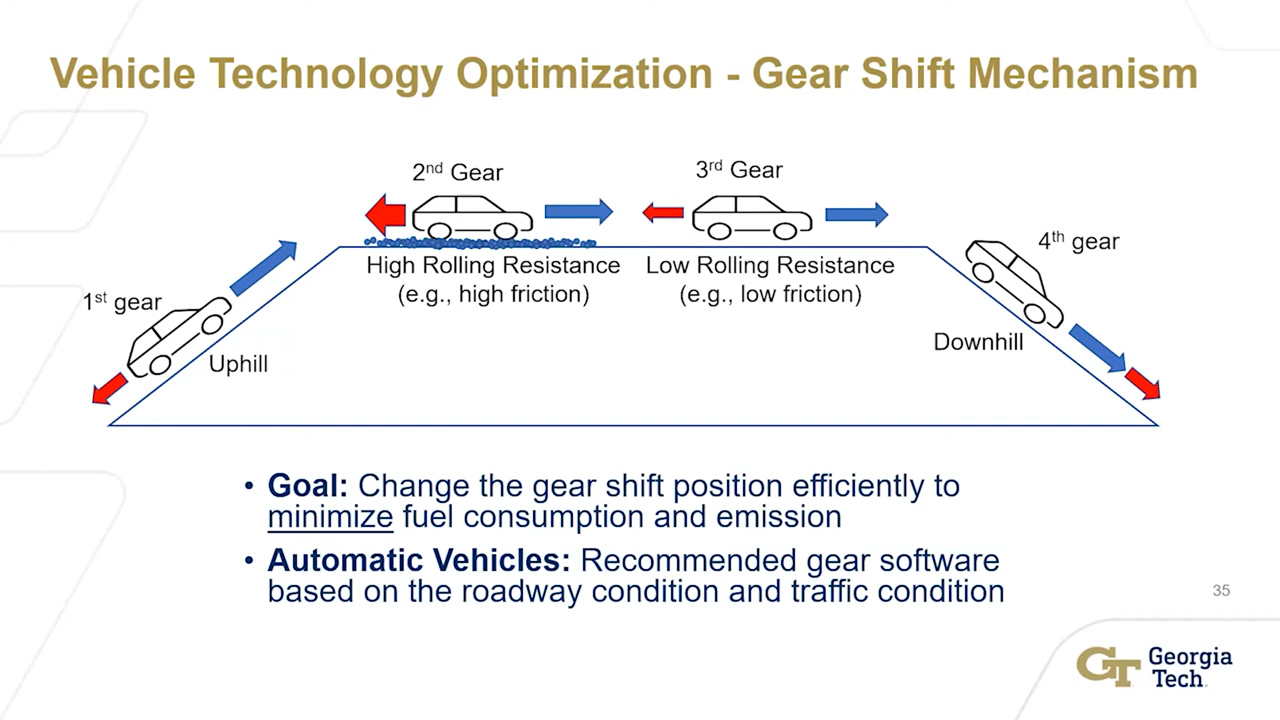 Vehicle Technology Optimization - Gear Shift Mechanism
2nd Gear
3rd Gear
4th gear
High Rolling Resistance
(e.g., high friction)
Low Rolling Resistance
(e.g., low friction)
1st gear
Downhill
Uphill
• Goal: Change the gear shift position efficiently to
minimize fuel consumption and emission
• Automatic Vehicles: Recommended gear software
based on the roadway condition and traffic condition
35
GT Georgia
Tech